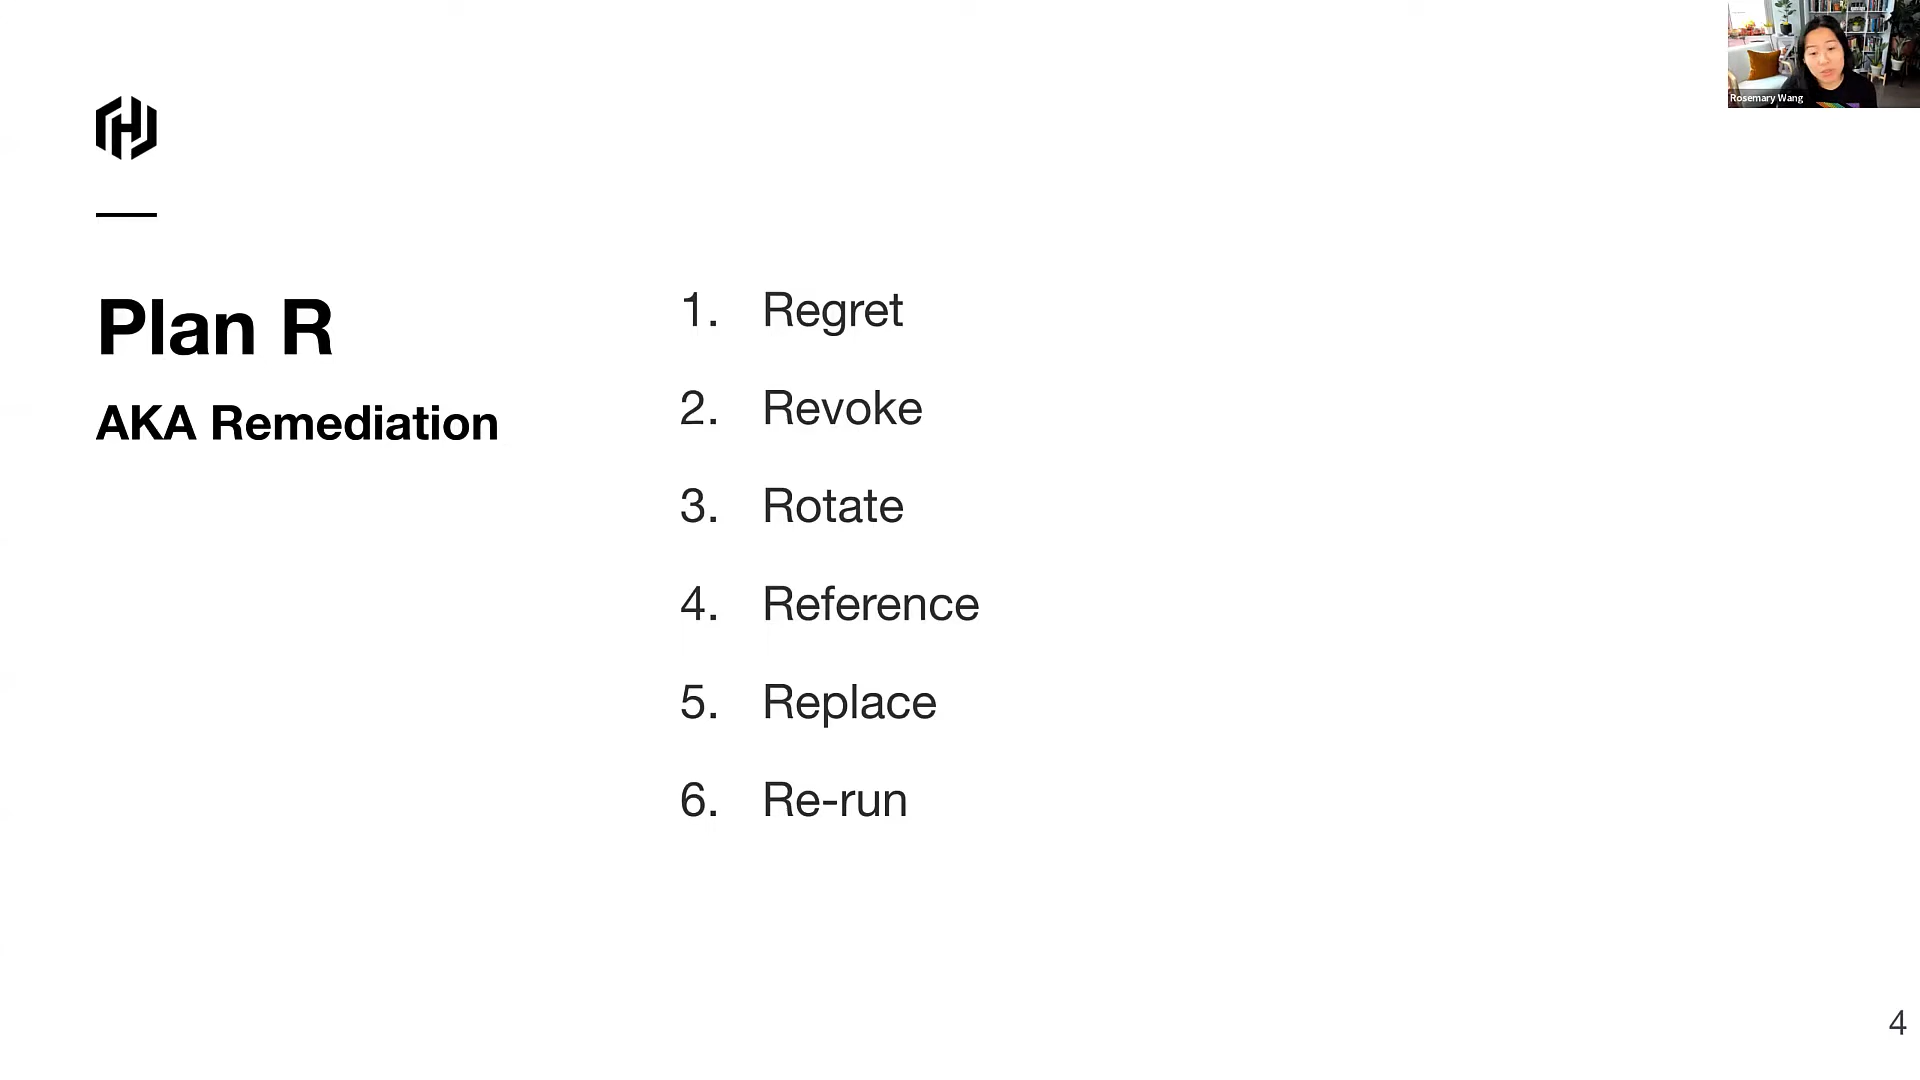 Rosemary Wang
Plan R
AKA Remediation
1. Regret
2. Revoke
3. Rotate
4. Reference
5. Replace
6. Re-run
4